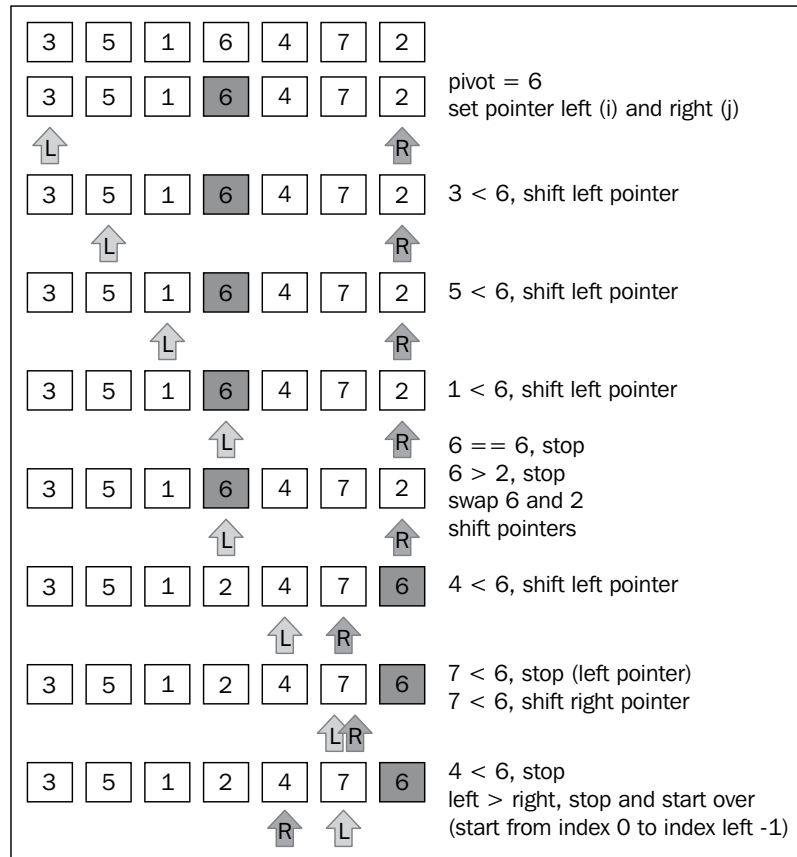 3 5 1 6 4 7 2
3 5 1 6 4 7 2
pivot = 6
set pointer left (i) and right (j)
L R
3 5 1 6 4 7 2
3 < 6, shift left pointer
L R
3 5 1 6 4 7 2
5 < 6, shift left pointer
L R
3 5 1 6 4 7 2
1 < 6, shift left pointer
L R
6 == 6, stop
6 > 2, stop
swap 6 and 2
shift pointers
3 5 1 6 4 7 2
L R
3 5 1 2 4 7 6
4 < 6, shift left pointer
L R
3 5 1 2 4 7 6
7 < 6, stop (left pointer)
7 < 6, shift right pointer
L R
3 5 1 2 4 7 6
4 < 6, stop
left > right, stop and start over
(start from index 0 to index left -1)
R L